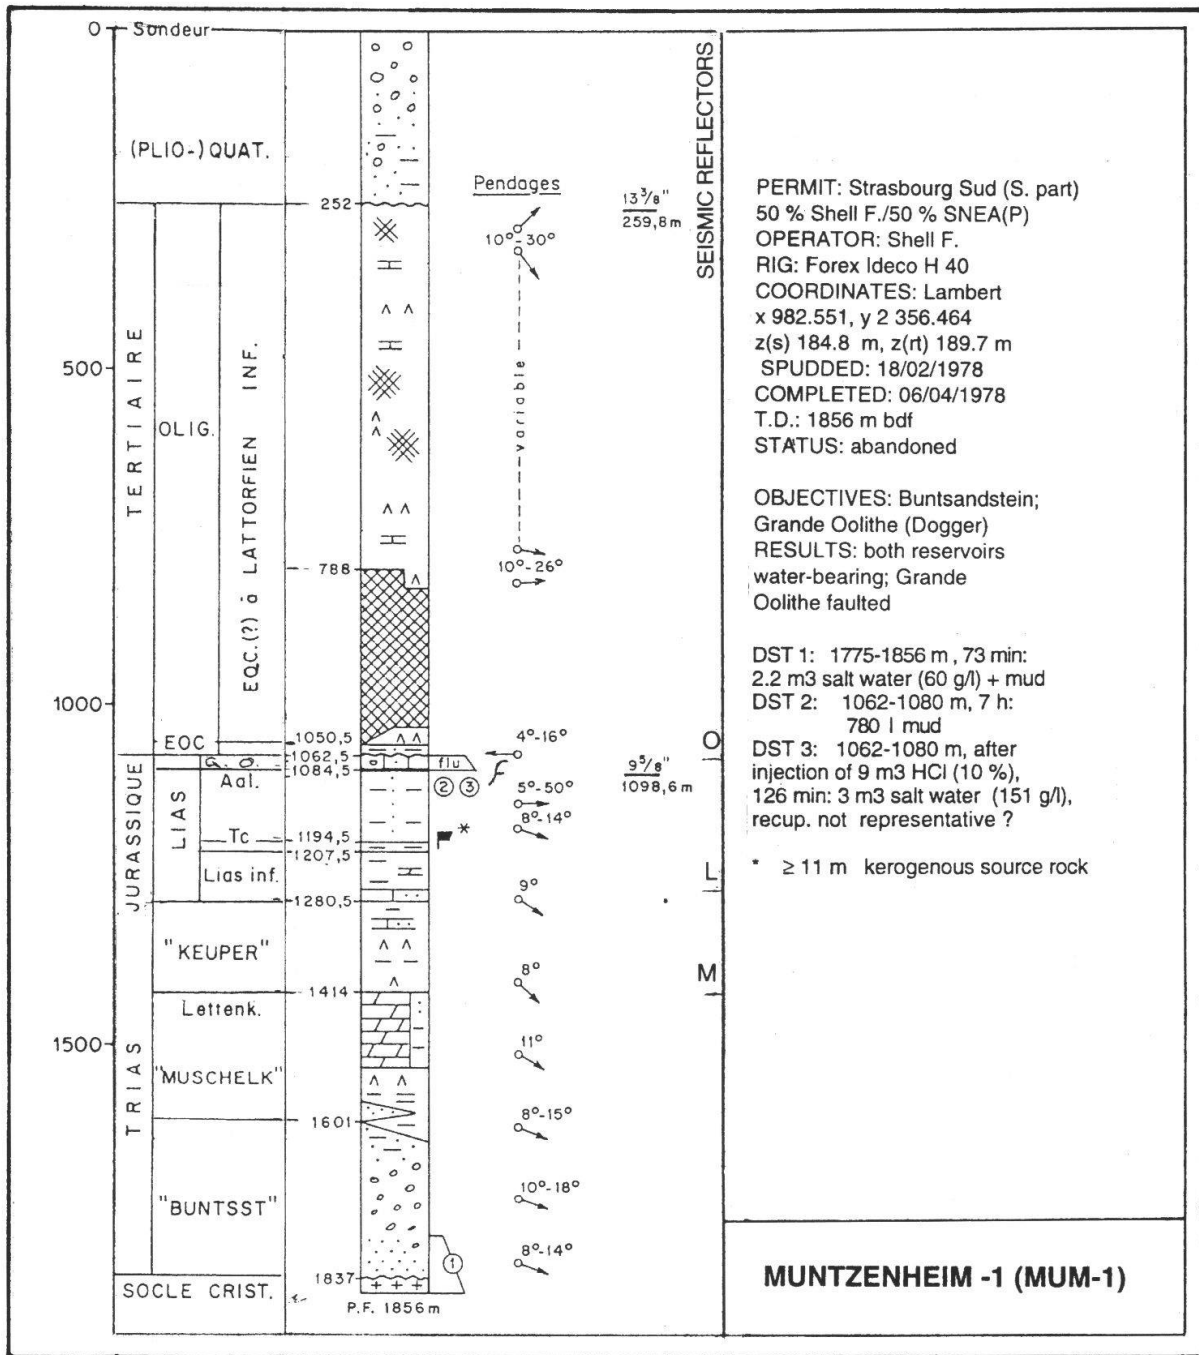 0 Sondeur
(PLIO-) QUAT.
252
Pendages
13 3/8"
259,8 m
SEISMIC REFLECTORS
10°-30°
500
TERTIAIRE
OLIG.
EOC.(?) à LATTORFIEN INF.
variable
788
10°-26°
1000
EOC
1050,5
1062,5
1084,5
4°-16°
O
G. O.
flu
f
9 5/8"
1098,6 m
Aal.
2 3
5°-50°
JURASSIQUE
LIAS
8°-14°
*
Tc
1194,5
1207,5
Lias inf.
L
9°
1280,5
"KEUPER"
8°
M
1414
Lettenk.
1500
TRIAS
11°
"MUSCHELK"
8°-15°
1601
10°-18°
"BUNTSST"
1
8°-14°
1837
SOCLE CRIST.
P.F. 1856 m
PERMIT: Strasbourg Sud (S. part)
50 % Shell F./50 % SNEA(P)
OPERATOR: Shell F.
RIG: Forex Ideco H 40
COORDINATES: Lambert
x 982.551, y 2 356.464
z(s) 184.8 m, z(rt) 189.7 m
SPUDDED: 18/02/1978
COMPLETED: 06/04/1978
T.D.: 1856 m bdf
STATUS: abandoned
OBJECTIVES: Buntsandstein;
Grande Oolithe (Dogger)
RESULTS: both reservoirs
water-bearing; Grande
Oolithe faulted
DST 1: 1775-1856 m, 73 min:
2.2 m3 salt water (60 g/l) + mud
DST 2: 1062-1080 m, 7 h:
780 l mud
DST 3: 1062-1080 m, after
injection of 9 m3 HCl (10 %),
126 min: 3 m3 salt water (151 g/l),
recup. not representative ?
* ≥ 11 m kerogenous source rock
MUNTZENHEIM -1 (MUM-1)